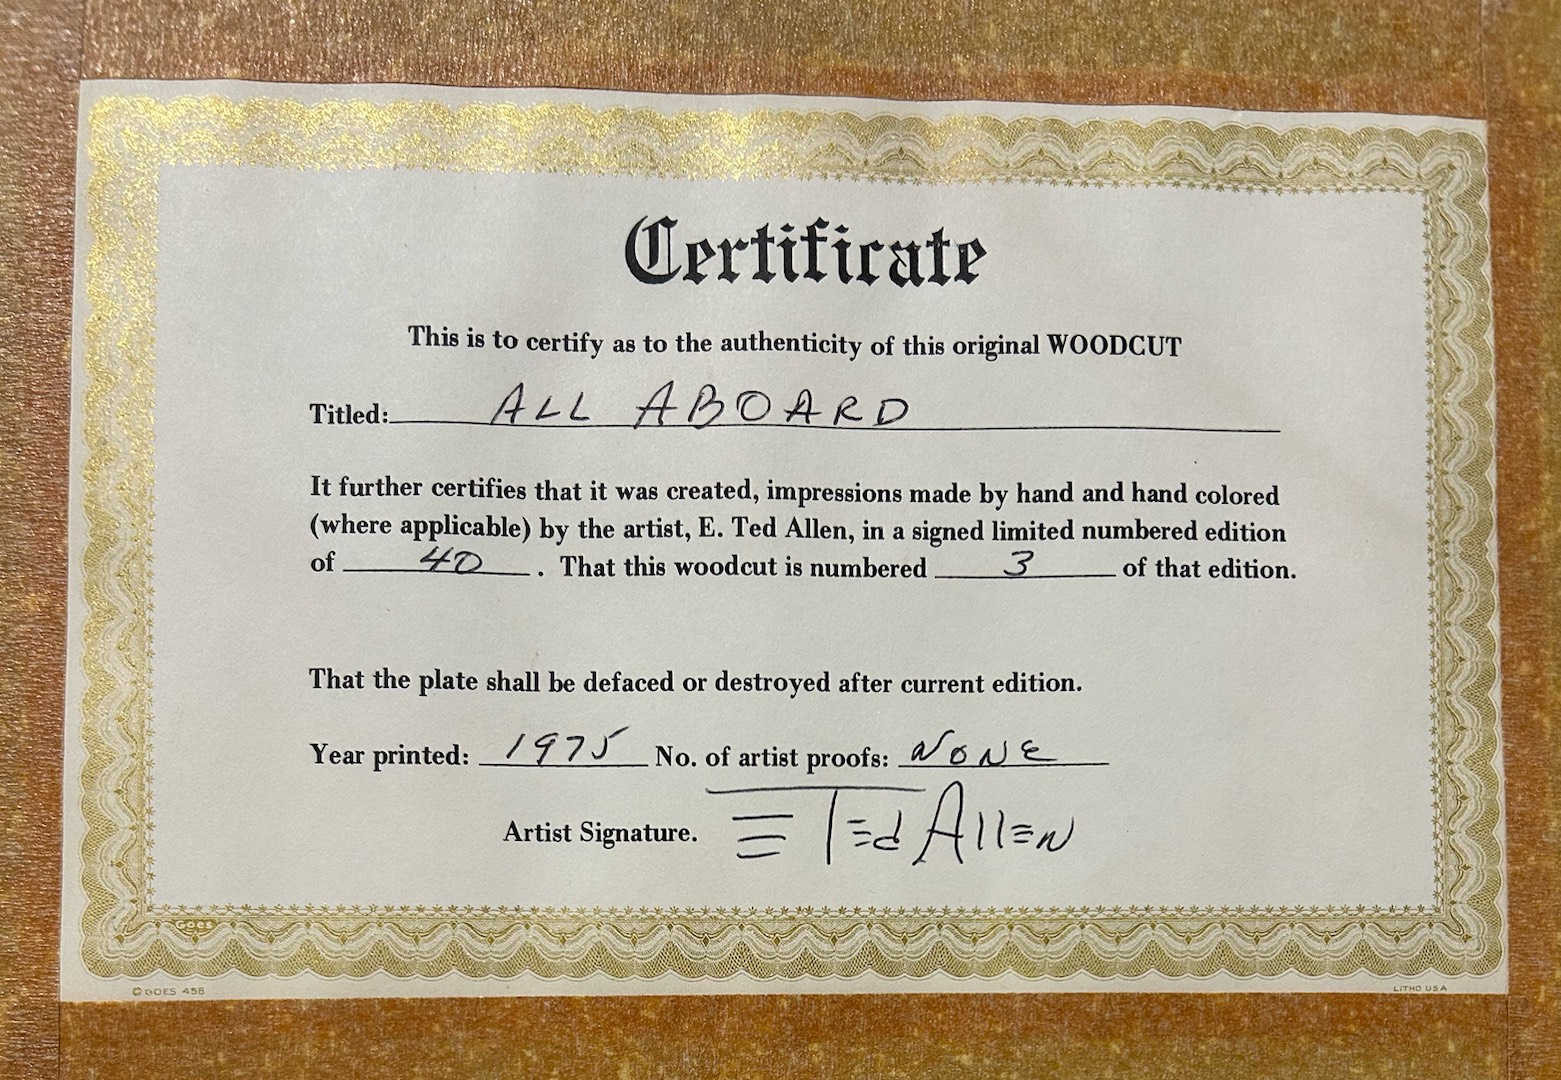 Certificate
This is to certify as to the authenticity of this original WOODCUT
Titled: ALL ABOARD
It further certifies that it was created, impressions made by hand and hand colored
(where applicable) by the artist, E. Ted Allen, in a signed limited numbered edition
of 40 . That this woodcut is numbered 3 of that edition.
That the plate shall be defaced or destroyed after current edition.
Year printed: 1975 No. of artist proofs: NONE
Artist Signature. E Ted Allen
Goes
© GOES 458 LITHO. USA